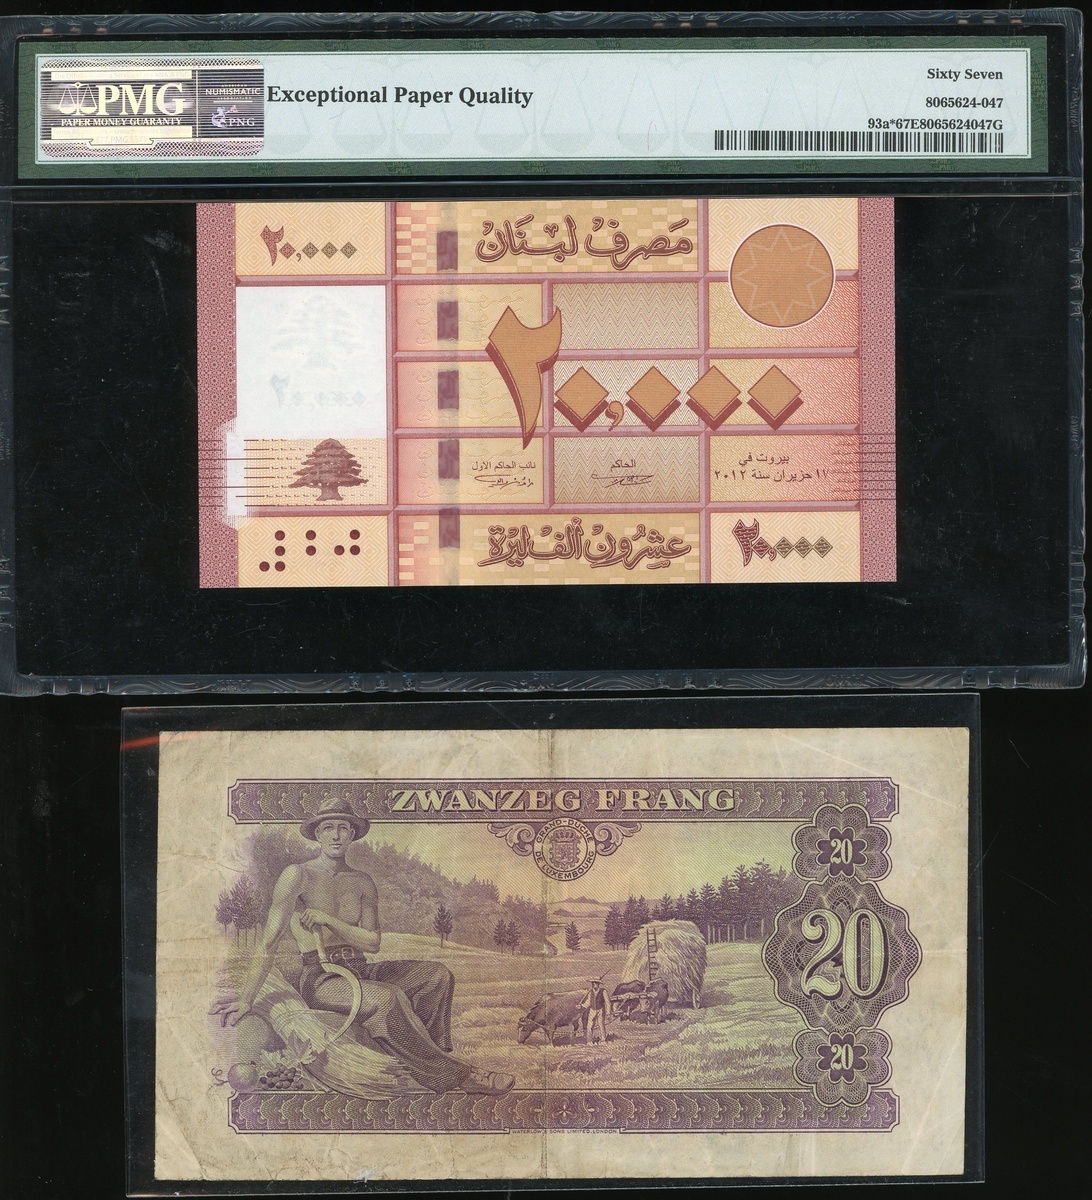 PMG
PAPER MONEY GUARANTY
NUMISMATIC
PNG
Exceptional Paper Quality
Sixty Seven
8065624-047
93a*67E8065624047G
٢٠,٠٠٠
مصرف لبنان
٢٠,٠٠٠
نائب الحاكم الأول
الحاكم
بيروت في
١١ حزيران سنة ٢٠١٢
عشرون ألف ليرة
٢٠,٠٠٠
ZWANZEG FRANG
GRAND-DUCHÉ DE LUXEMBOURG
20
20
20
WATERLOW & SONS LIMITED, LONDON